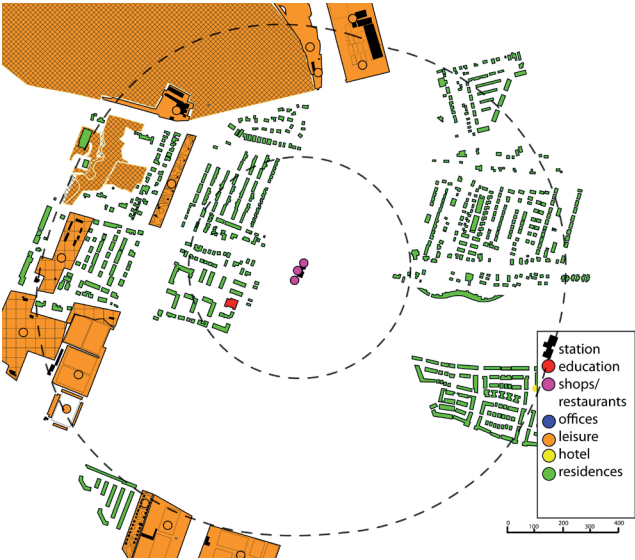 station
education
shops/
restaurants
offices
leisure
hotel
residences
0 100 200 300 400